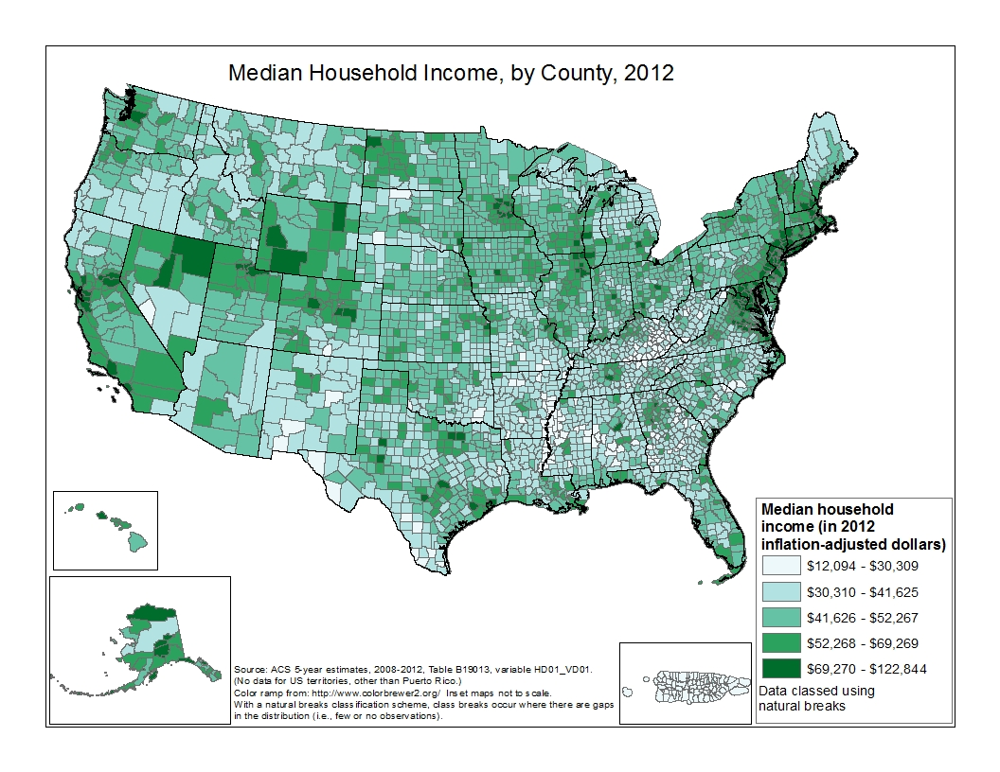 Median Household Income, by County, 2012
Median household
income (in 2012
inflation-adjusted dollars)
$12,094 - $30,309
$30,310 - $41,625
$41,626 - $52,267
$52,268 - $69,269
$69,270 - $122,844
Data classed using
natural breaks
Source: ACS 5-year estimates, 2008-2012, Table B19013, variable HD01_VD01.
(No data for US territories, other than Puerto Rico.)
Color ramp from: http://www.colorbrewer2.org/ Inset maps not to scale.
With a natural breaks classification scheme, class breaks occur where there are gaps
in the distribution (i.e., few or no observations).